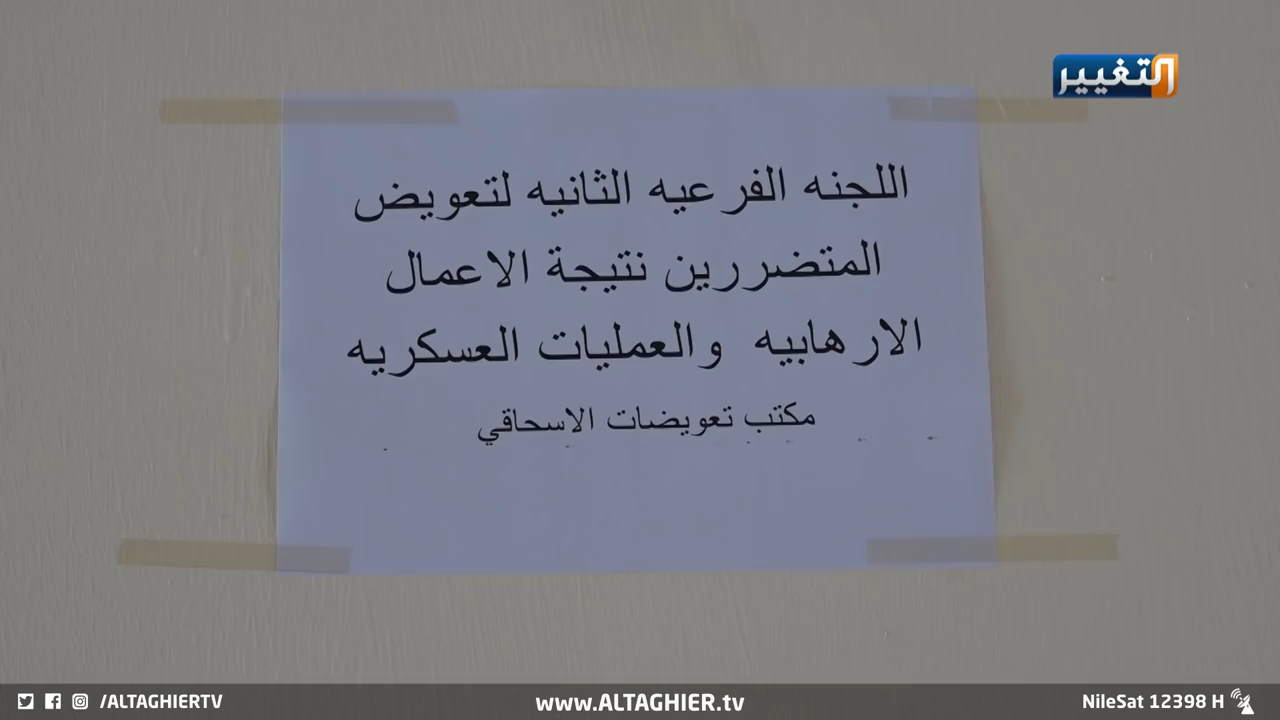 التغيير
اللجنه الفرعيه الثانيه لتعويض
المتضررين نتيجة الاعمال
الارهابيه والعمليات العسكريه
مكتب تعويضات الاسحاقي
/ALTAGHIERTV
www.ALTAGHIER.tv
NileSat 12398 H